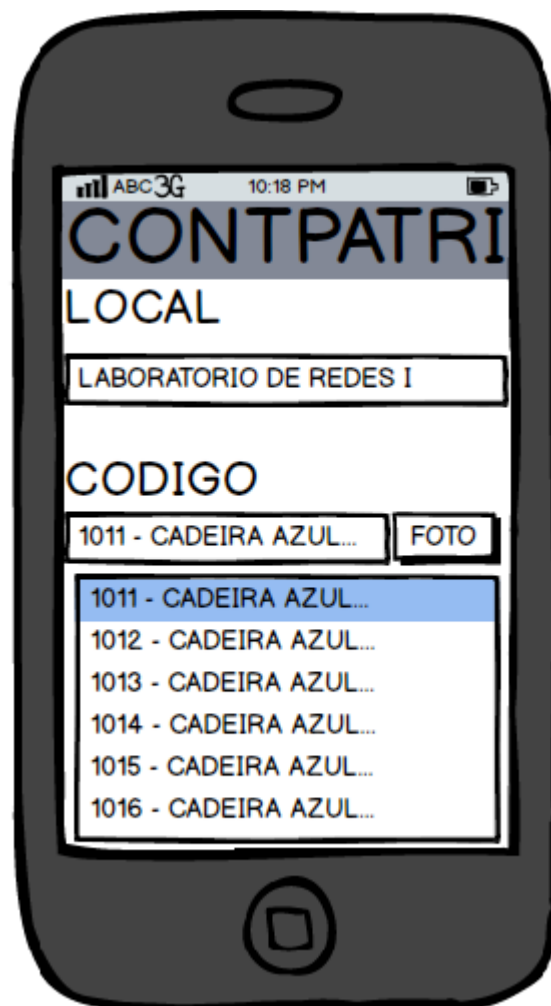 ABC 3G 10:18 PM
CONTPATRI
LOCAL
LABORATORIO DE REDES I
CODIGO
1011 - CADEIRA AZUL... FOTO
1011 - CADEIRA AZUL...
1012 - CADEIRA AZUL...
1013 - CADEIRA AZUL...
1014 - CADEIRA AZUL...
1015 - CADEIRA AZUL...
1016 - CADEIRA AZUL...